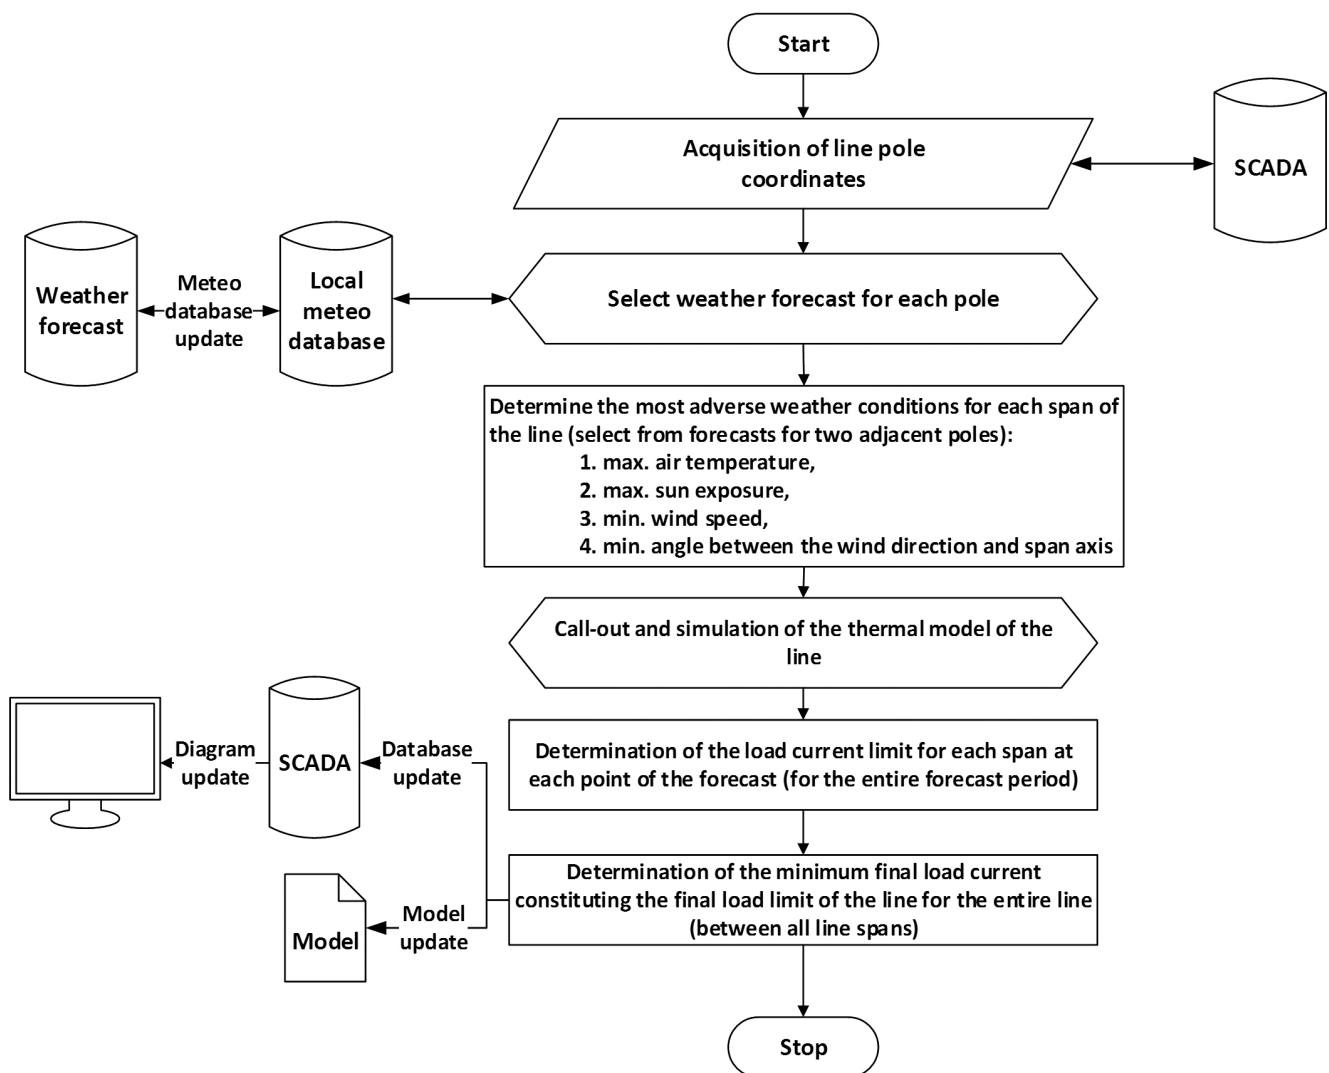 Start
Acquisition of line pole
coordinates
SCADA
Weather
forecast
Meteo
database
update
Local
meteo
database
Select weather forecast for each pole
Determine the most adverse weather conditions for each span of
the line (select from forecasts for two adjacent poles):
1. max. air temperature,
2. max. sun exposure,
3. min. wind speed,
4. min. angle between the wind direction and span axis
Call-out and simulation of the thermal model of the
line
Determination of the load current limit for each span at
each point of the forecast (for the entire forecast period)
Diagram
update
SCADA
Database
update
Determination of the minimum final load current
constituting the final load limit of the line for the entire line
(between all line spans)
Model
Model
update
Stop